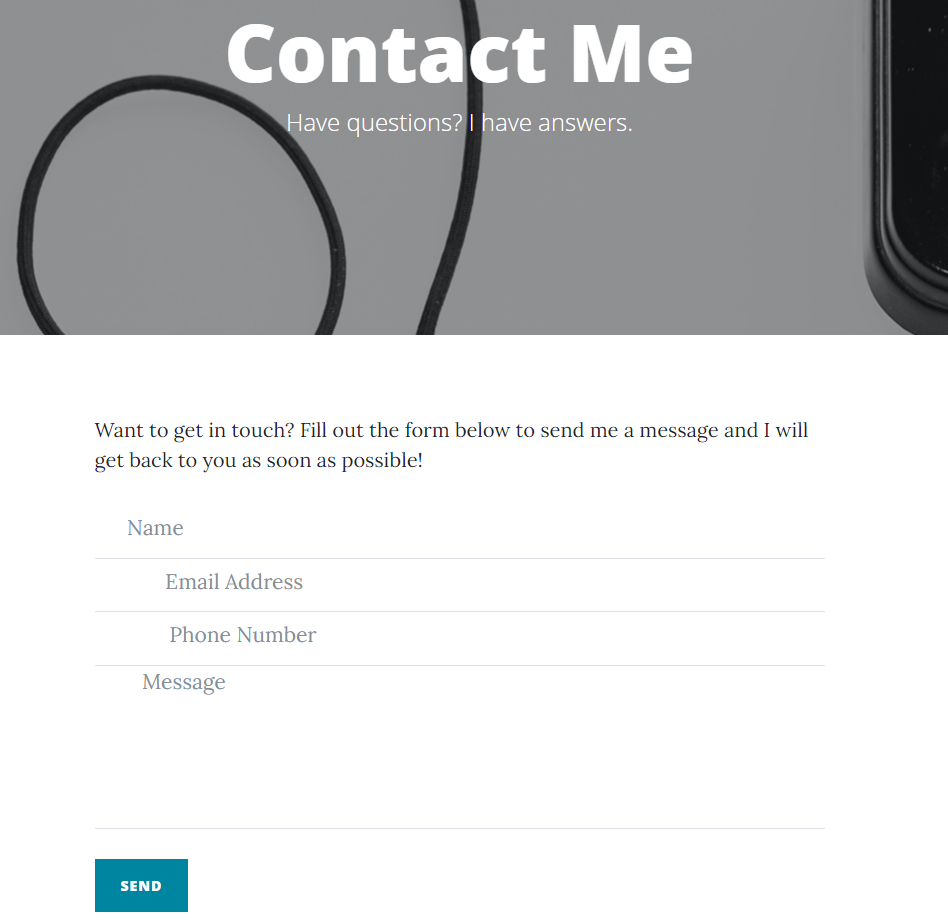 Contact Me
Have questions? I have answers.
Want to get in touch? Fill out the form below to send me a message and I will
get back to you as soon as possible!
Name
Email Address
Phone Number
Message
SEND